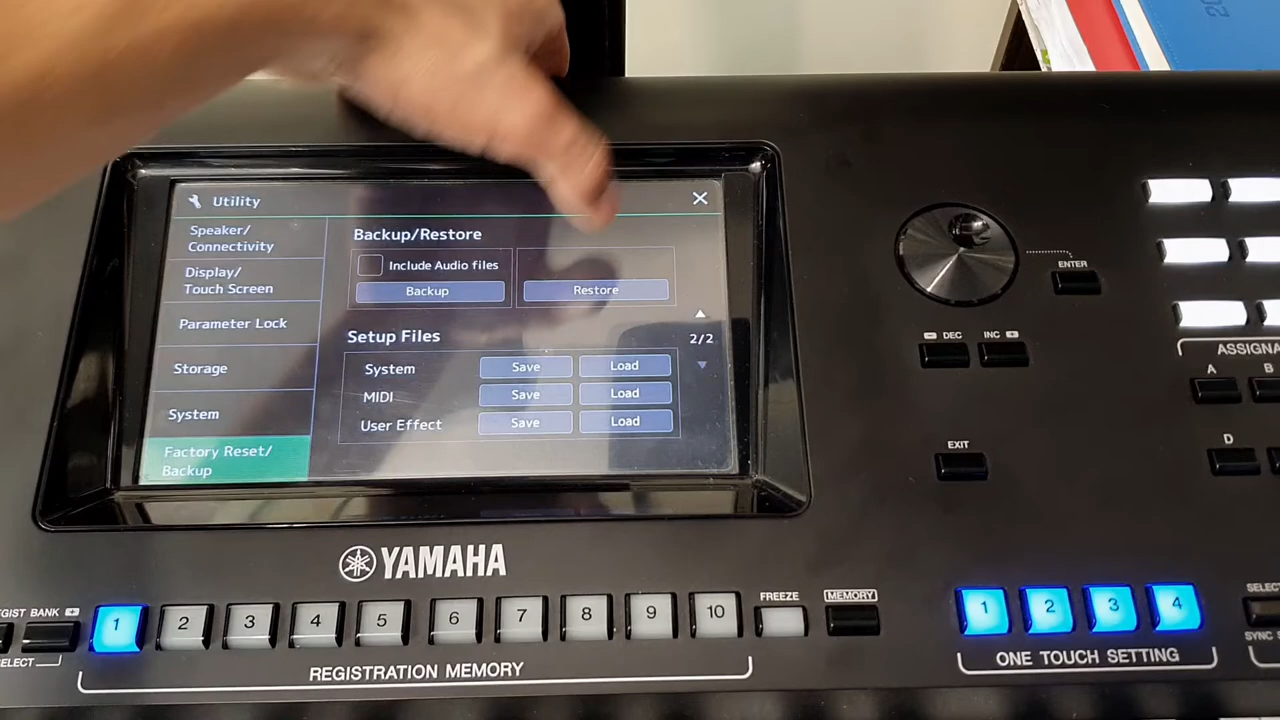 Utility
Speaker/
Connectivity
Display/
Touch Screen
Parameter Lock
Storage
System
Factory Reset/
Backup
Backup/Restore
Include Audio files
Backup
Restore
Setup Files
2/2
System Save Load
MIDI Save Load
User Effect Save Load
ENTER
DEC INC
EXIT
A B
D
YAMAHA
GIST BANK +
1 2 3 4 5 6 7 8 9 10
FREEZE
MEMORY
REGISTRATION MEMORY
1 2 3 4
ONE TOUCH SETTING